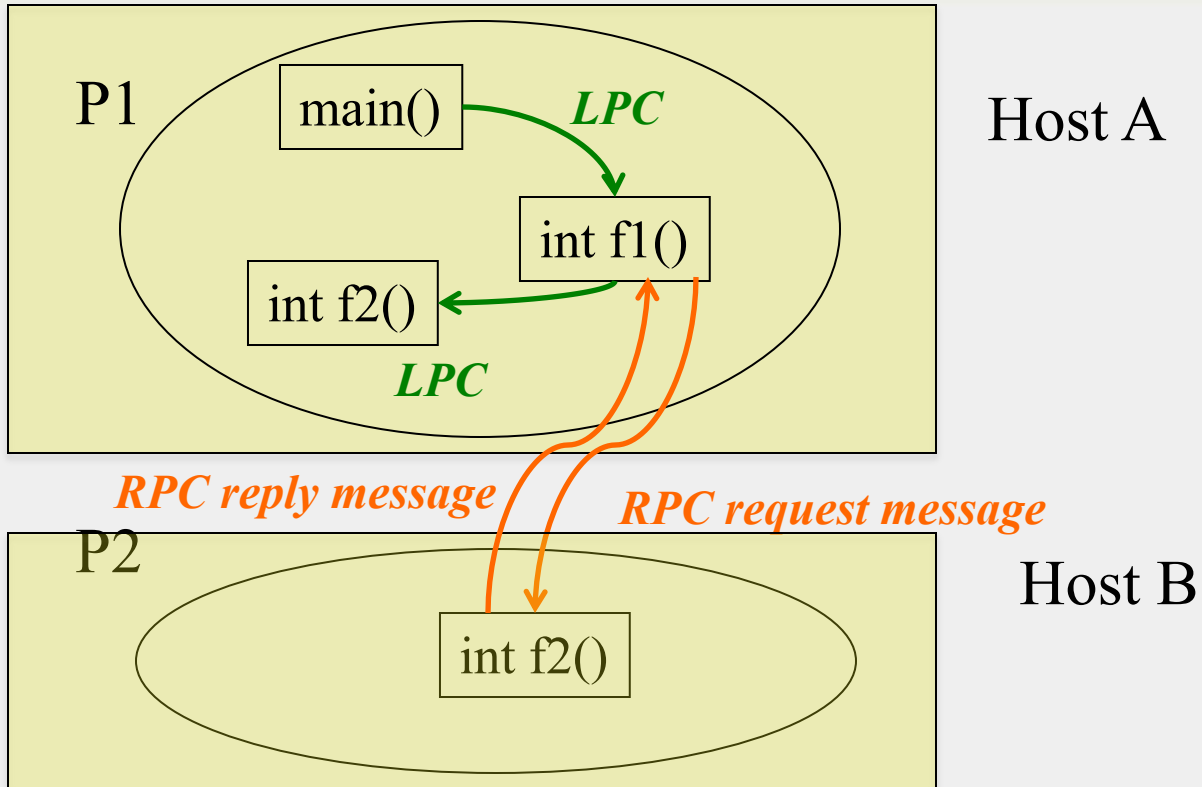 P1
main()
LPC
Host A
int f1()
int f2()
LPC
RPC reply message
RPC request message
P2
Host B
int f2()